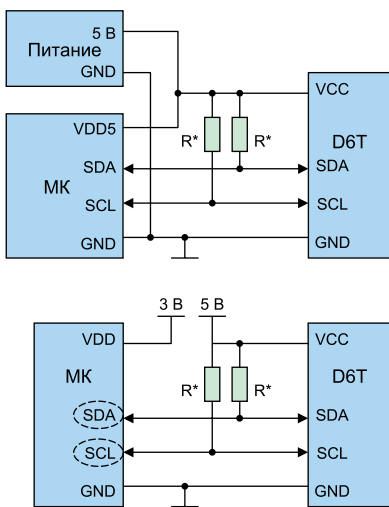 5 В
Питание
GND
VCC
VDD5
R*
R*
D6T
SDA
SDA
МК
SCL
SCL
GND
GND
3 В
5 В
VDD
VCC
МК
R*
R*
D6T
SDA
SDA
SCL
SCL
GND
GND